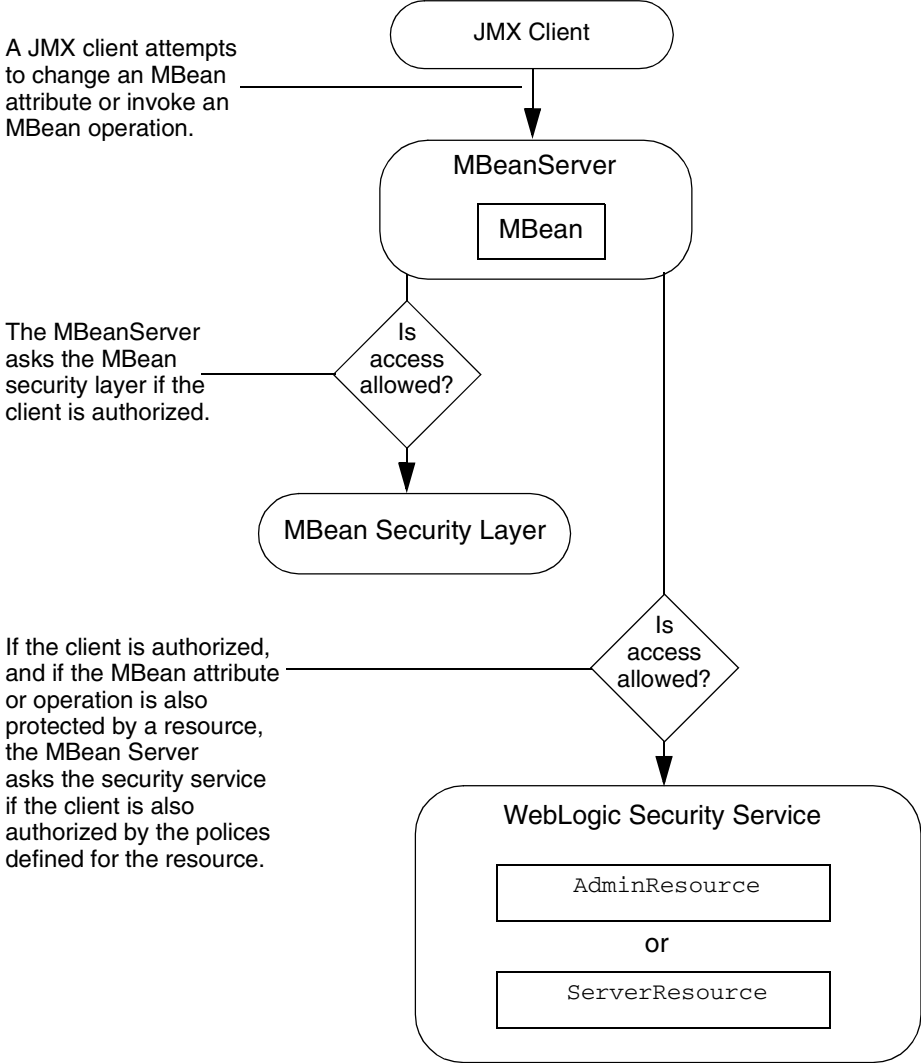 JMX Client
A JMX client attempts
to change an MBean
attribute or invoke an
MBean operation.
MBeanServer
MBean
The MBeanServer
asks the MBean
security layer if the
client is authorized.
Is
access
allowed?
MBean Security Layer
If the client is authorized,
and if the MBean attribute
or operation is also
protected by a resource,
the MBean Server
asks the security service
if the client is also
authorized by the polices
defined for the resource.
Is
access
allowed?
WebLogic Security Service
AdminResource
or
ServerResource